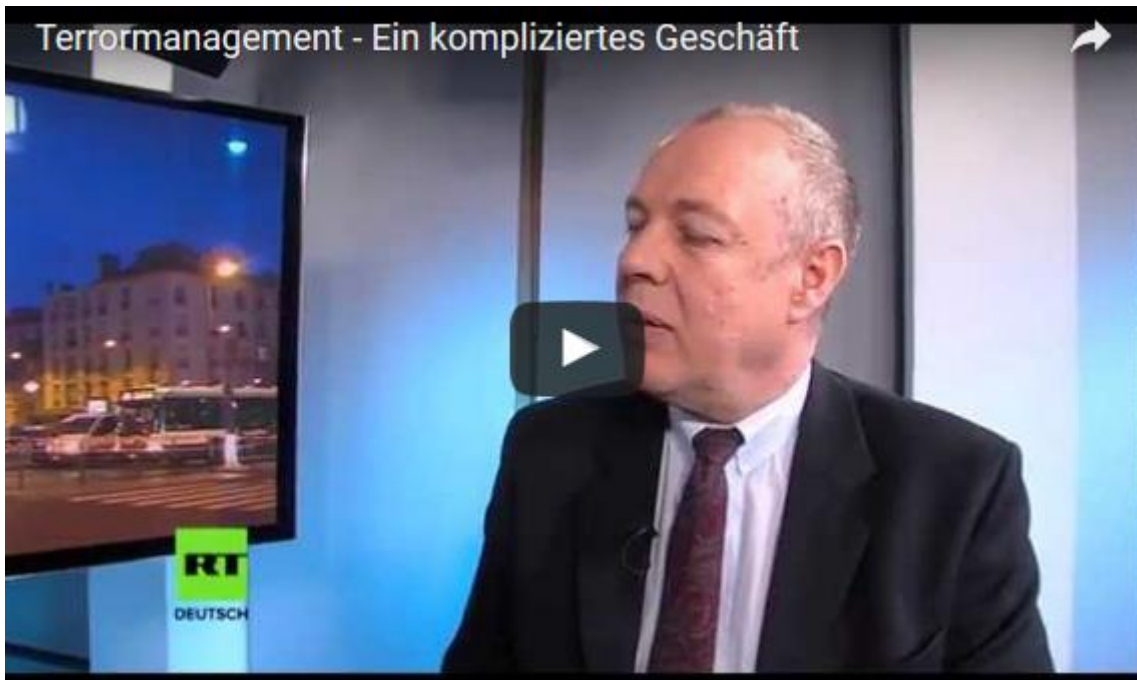 Terrormanagement - Ein kompliziertes Geschäft
RT
DEUTSCH